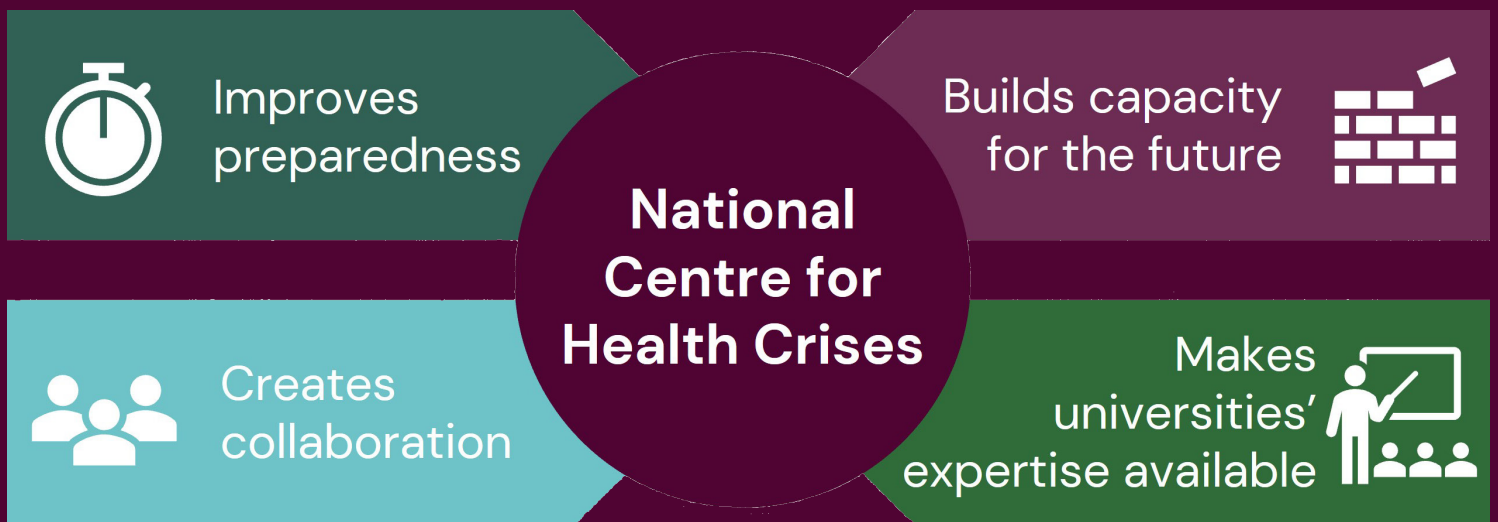 Improves
preparedness
Builds capacity
for the future
National
Centre for
Health Crises
Creates
collaboration
Makes
universities’
expertise available